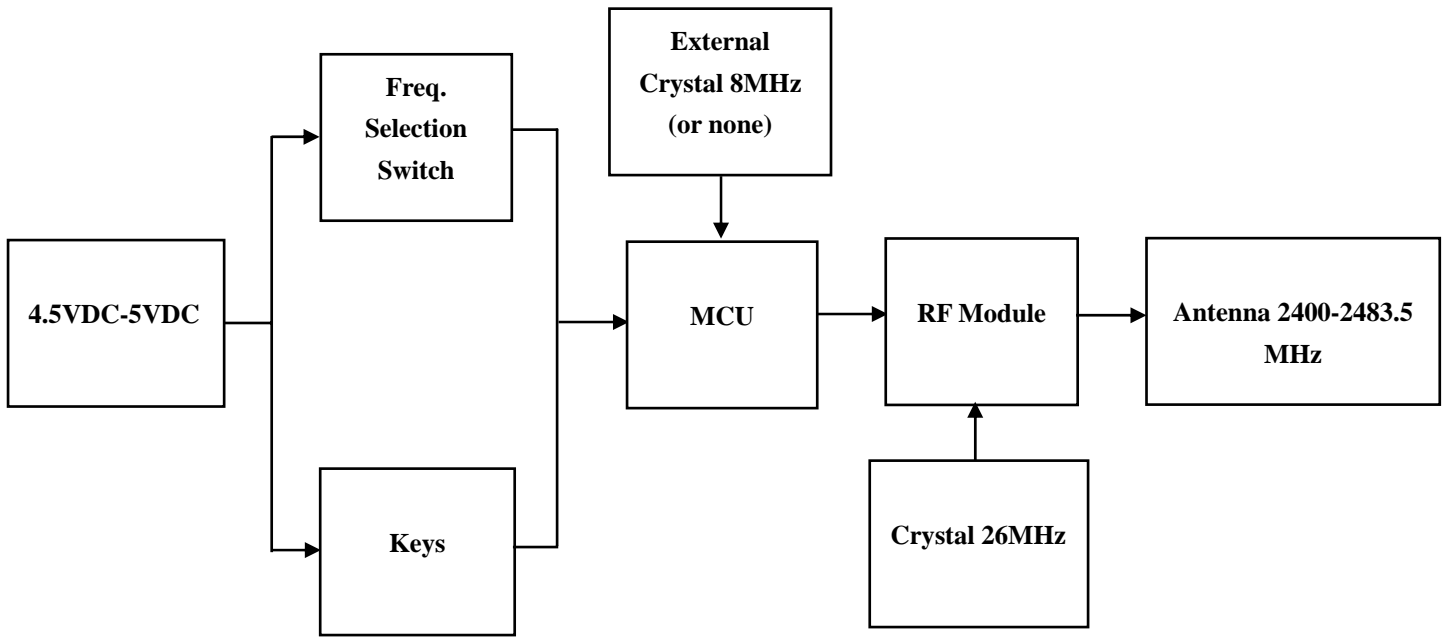 External
Crystal 8MHz
(or none)
Freq.
Selection
Switch
4.5VDC-5VDC
MCU
RF Module
Antenna 2400-2483.5
MHz
Keys
Crystal 26MHz